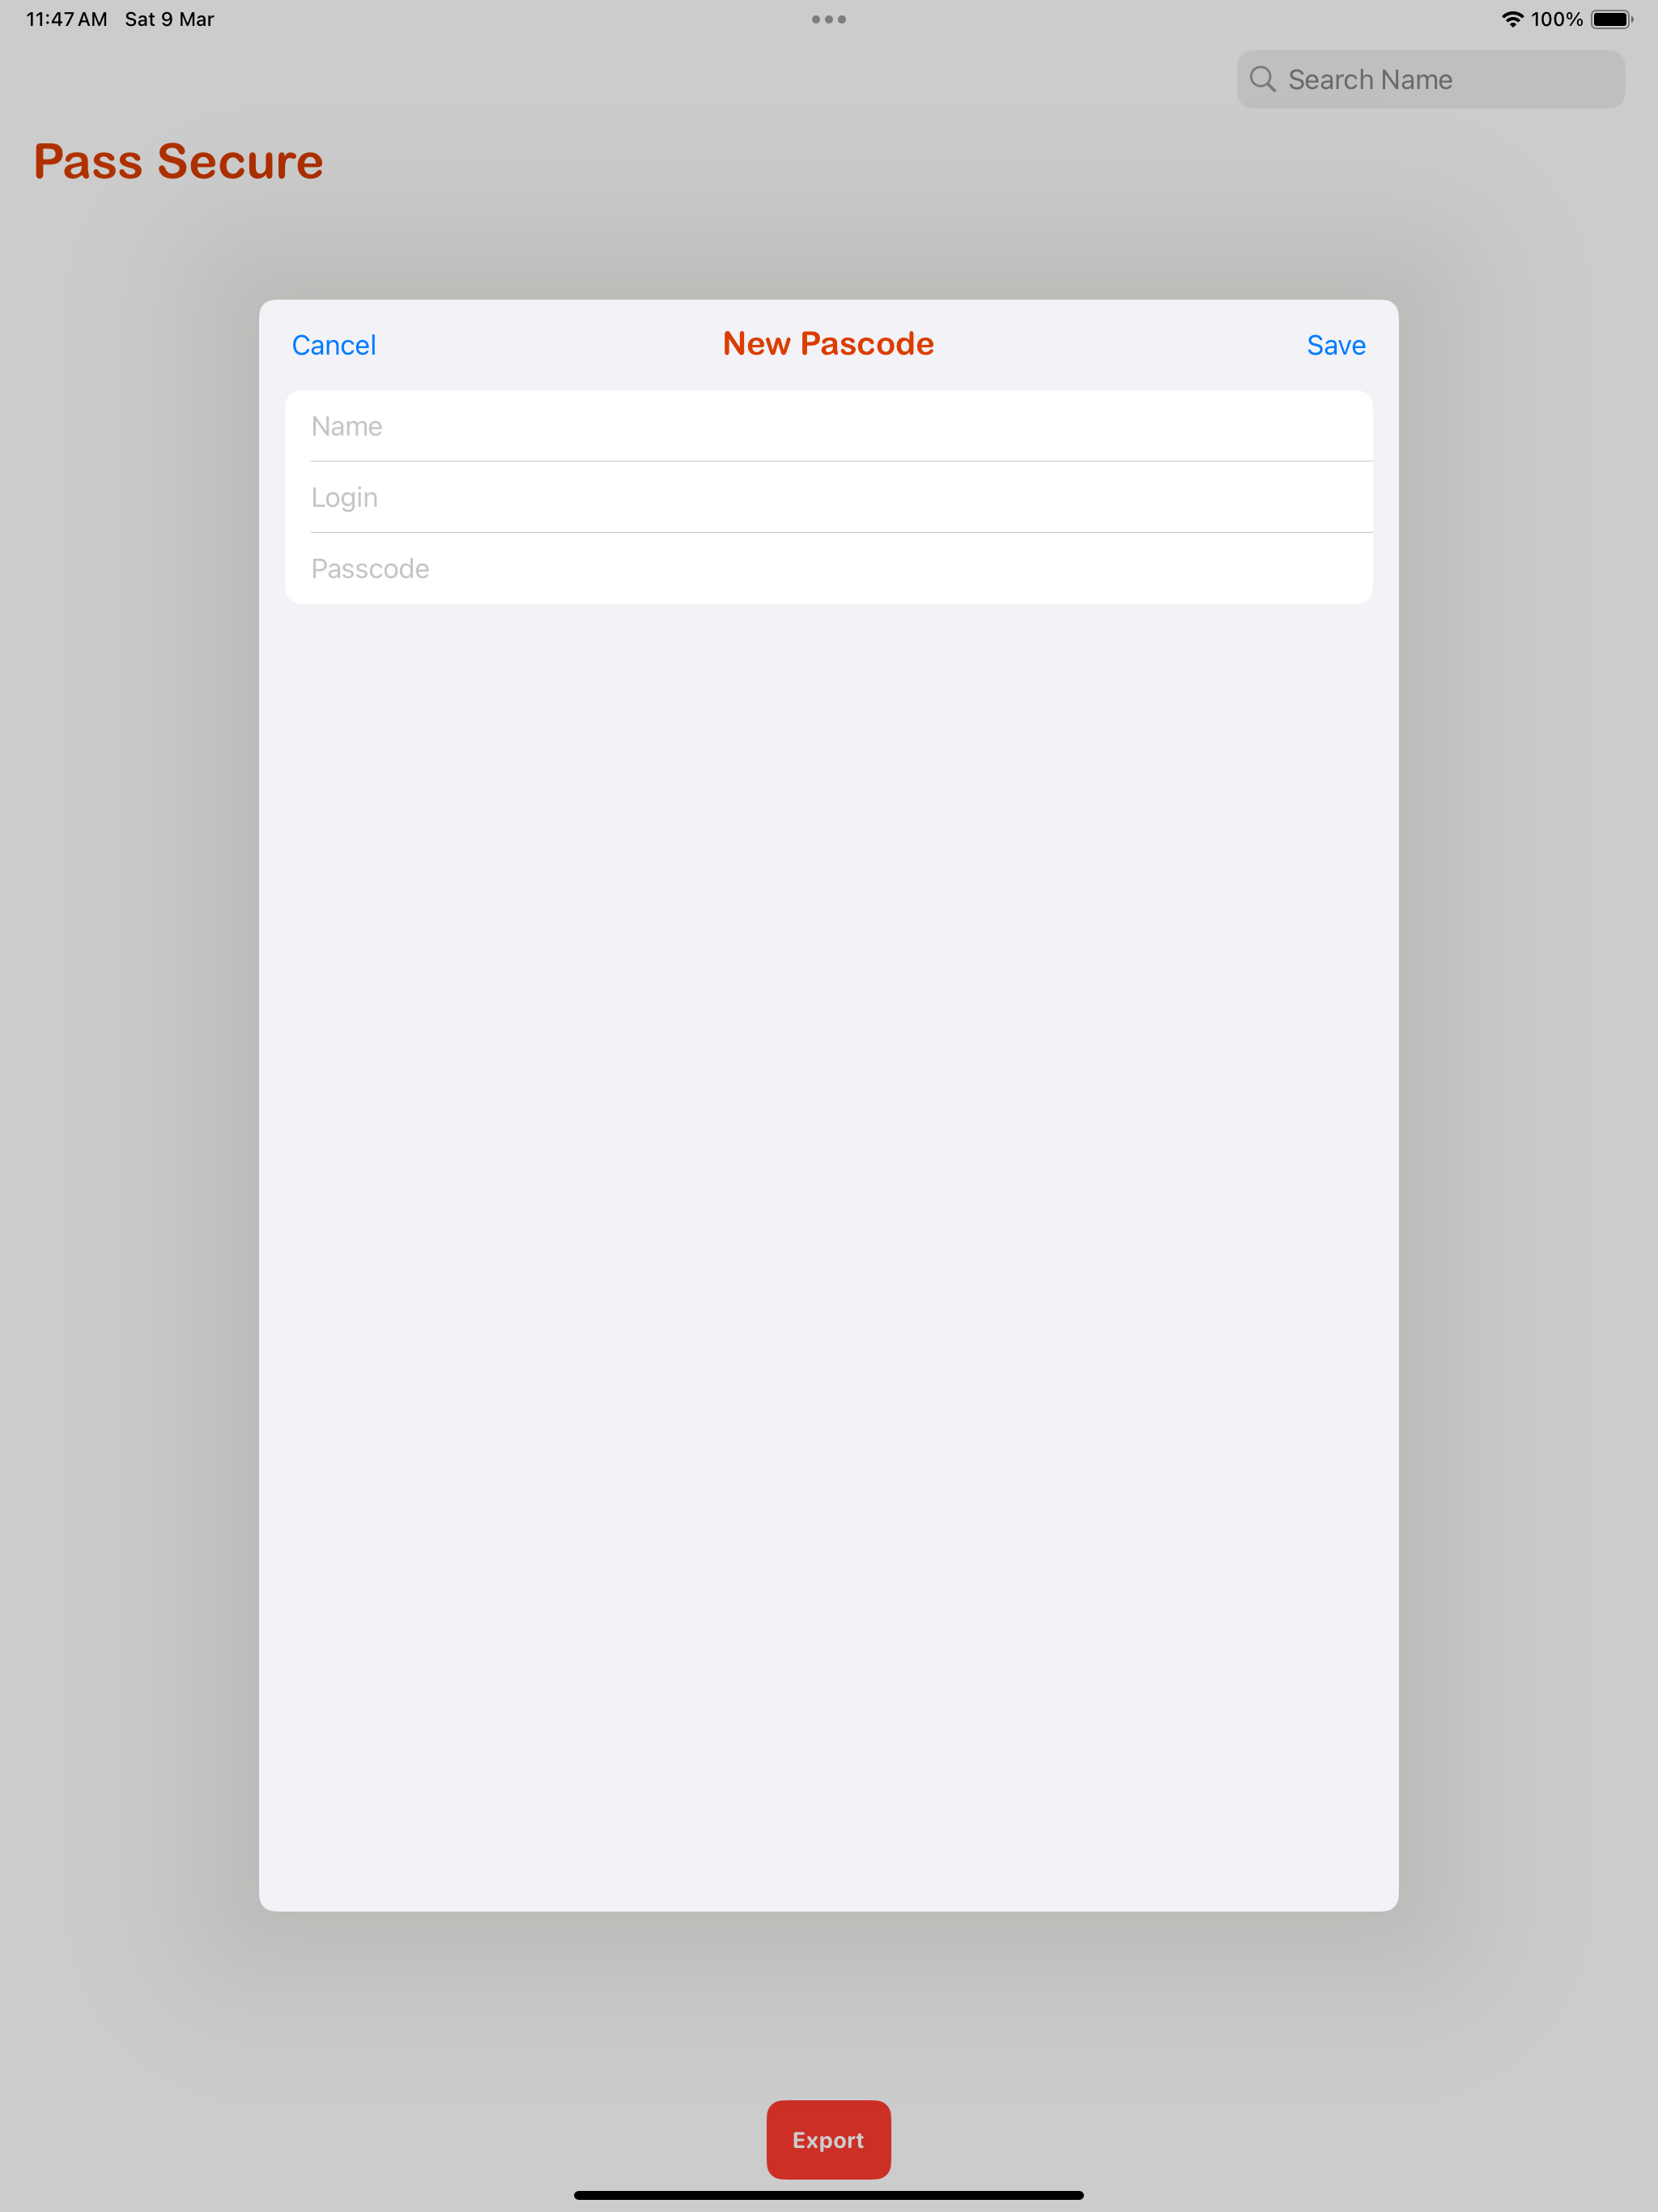 11:47 AM Sat 9 Mar 100%
Search Name
Pass Secure
Cancel New Pascode Save
Name
Login
Passcode
Export